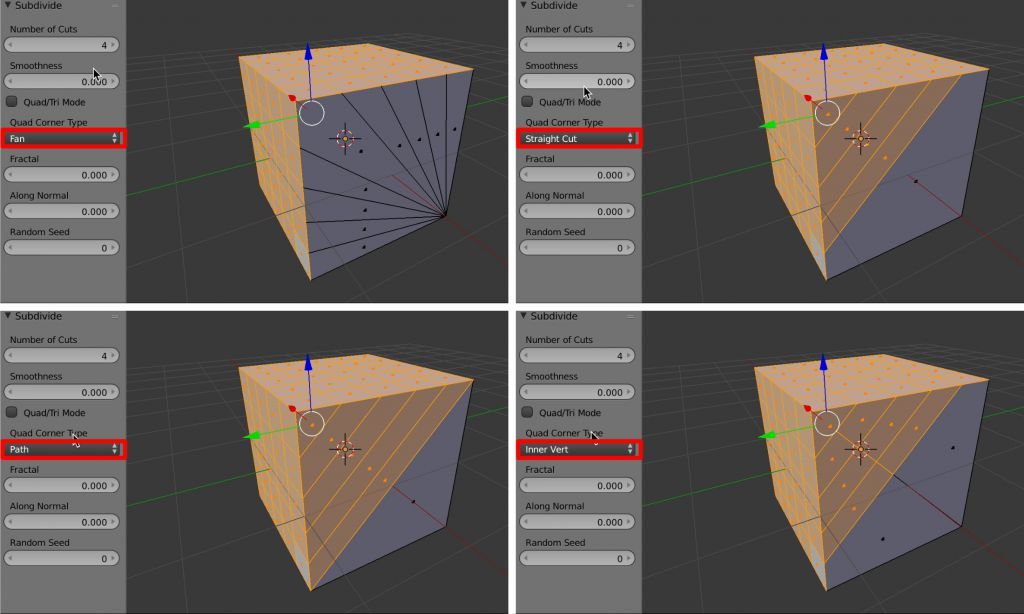 Subdivide
Number of Cuts
4
Smoothness
0.000
Quad/Tri Mode
Quad Corner Type
Fan
Fractal
0.000
Along Normal
0.000
Random Seed
0
Subdivide
Number of Cuts
4
Smoothness
0.000
Quad/Tri Mode
Quad Corner Type
Straight Cut
Fractal
0.000
Along Normal
0.000
Random Seed
0
Subdivide
Number of Cuts
4
Smoothness
0.000
Quad/Tri Mode
Quad Corner Type
Path
Fractal
0.000
Along Normal
0.000
Random Seed
0
Subdivide
Number of Cuts
4
Smoothness
0.000
Quad/Tri Mode
Quad Corner Type
Inner Vert
Fractal
0.000
Along Normal
0.000
Random Seed
0